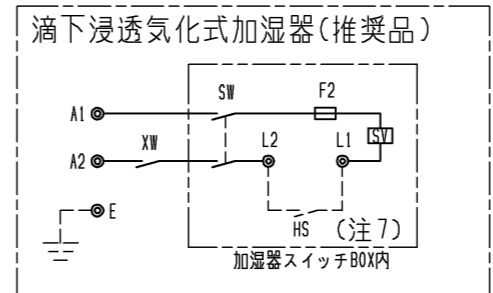 滴下浸透気化式加湿器(推奨品)
SW
F2
A1
XW
L2
L1
SV
A2
E
HS
(注7)
加湿器スイッチBOX内